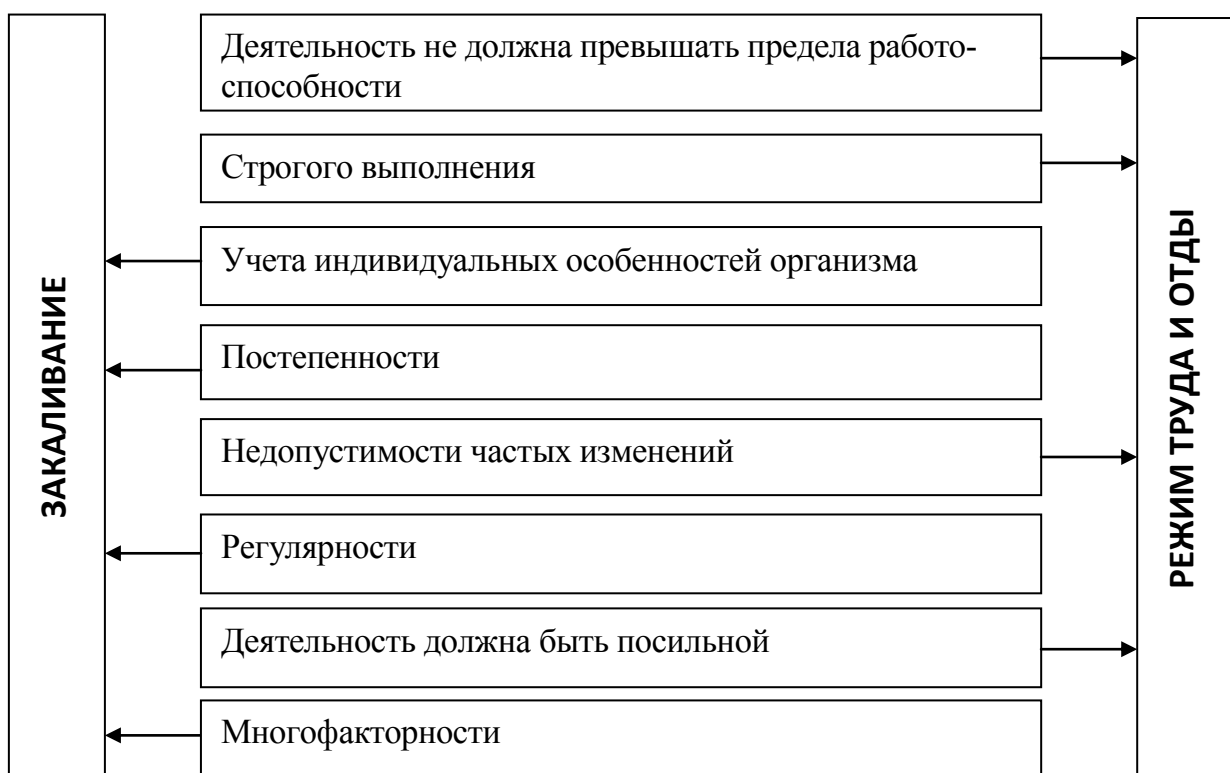 ЗАКАЛИВАНИЕ
Деятельность не должна превышать предела работо-
способности
Строгого выполнения
Учета индивидуальных особенностей организма
Постепенности
Недопустимости частых изменений
Регулярности
Деятельность должна быть посильной
Многофакторности
РЕЖИМ ТРУДА И ОТДЫ